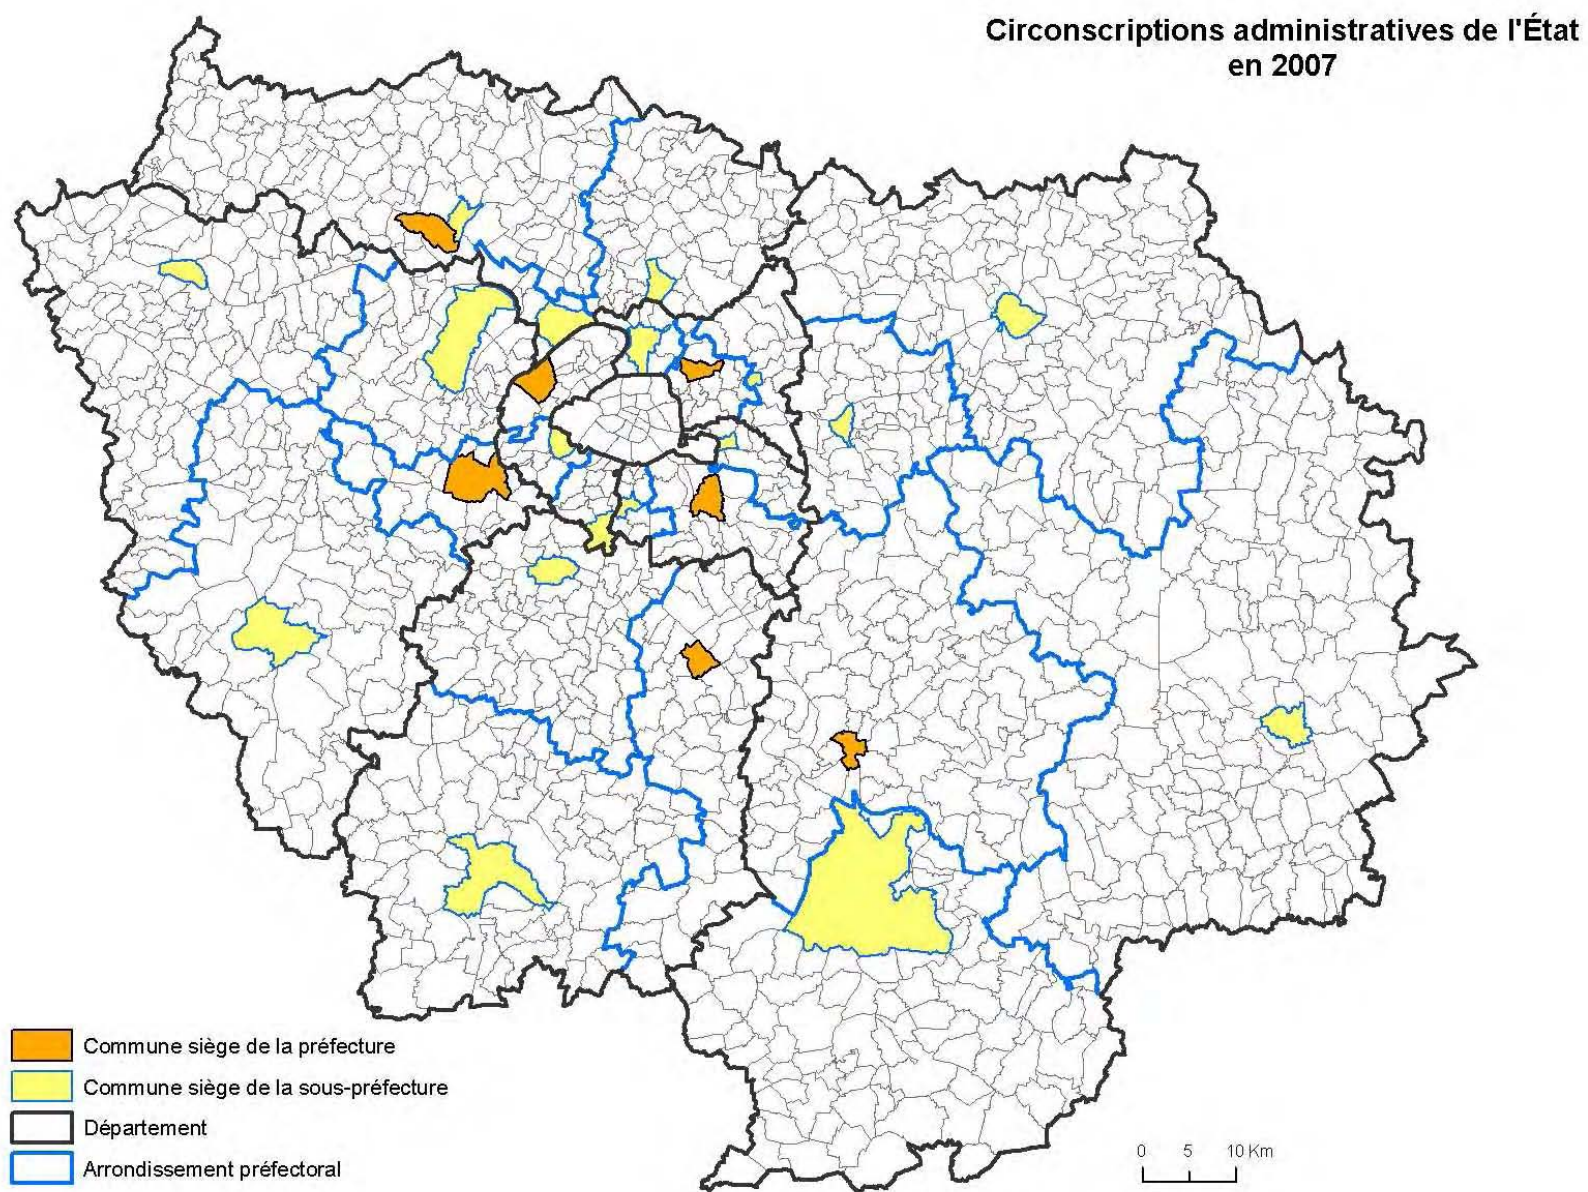 Circonscriptions administratives de l'État
en 2007
Commune siège de la préfecture
Commune siège de la sous-préfecture
Département
Arrondissement préfectoral
0 5 10 Km